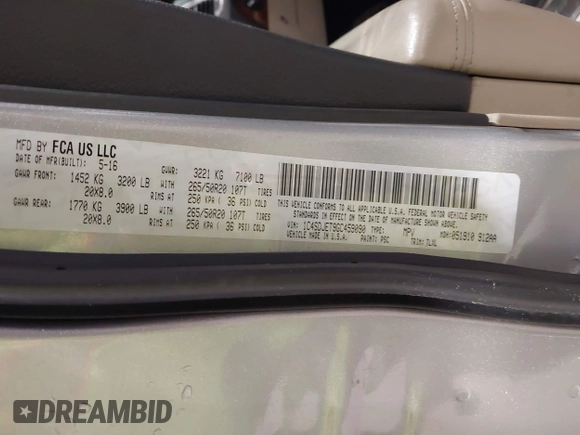 MFD BY FCA US LLC
DATE OF MFR(BUILT): 5-16 GVWR: 3221 KG 7100 LB
GAWR FRONT: 1452 KG 3200 LB 265/50R20 107T TIRES
20X8.0 RIMS AT 250 KPA ( 36 PSI) COLD
GAWR REAR: 1770 KG 3900 LB 265/50R20 107T TIRES
20X8.0 RIMS AT 250 KPA ( 36 PSI) COLD
THIS VEHICLE CONFORMS TO ALL APPLICABLE U.S.A. FEDERAL MOTOR VEHICLE SAFETY
STANDARDS IN EFFECT ON THE DATE OF MANUFACTURE SHOWN ABOVE.
VIN: 1C4SDJET9GC459090 TYPE: MPV MDH: 051910 912AA
VEHICLE MADE IN U.S.A. PAINT: PSC TRIM: TLXL
DREAMBID